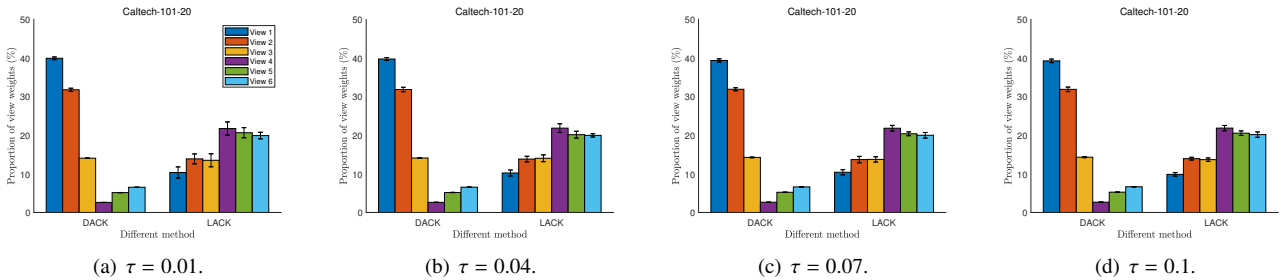 Caltech-101-20
50
40
30
20
10
0
Proportion of view weights (%)
View 1
View 2
View 3
View 4
View 5
View 6
DACK
LACK
Different method
(a) τ = 0.01.
Caltech-101-20
50
40
30
20
10
0
Proportion of view weights (%)
DACK
LACK
Different method
(b) τ = 0.04.
Caltech-101-20
50
40
30
20
10
0
Proportion of view weights (%)
DACK
LACK
Different method
(c) τ = 0.07.
Caltech-101-20
50
40
30
20
10
0
Proportion of view weights (%)
DACK
LACK
Different method
(d) τ = 0.1.